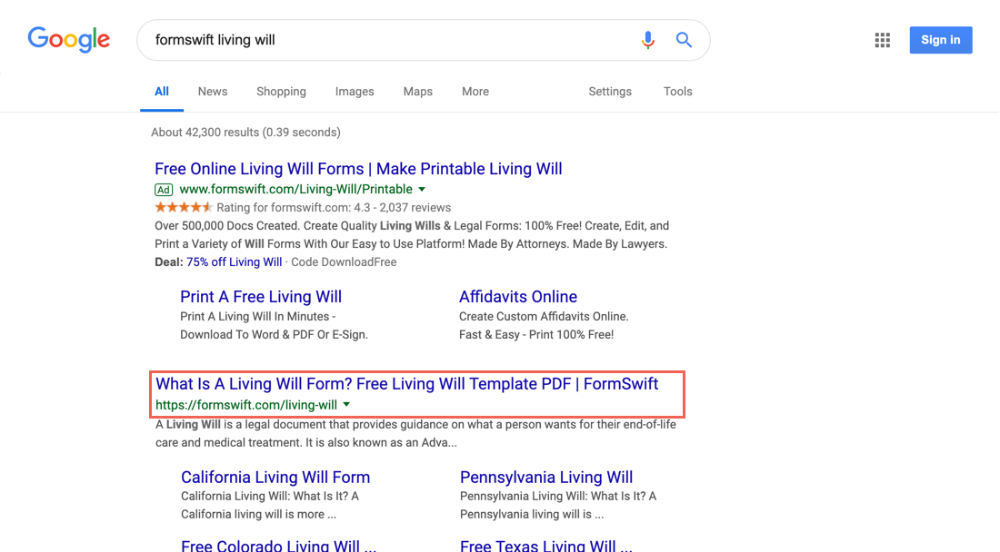 Google
formswift living will
Sign in
All News Shopping Images Maps More Settings Tools
About 42,300 results (0.39 seconds)
Free Online Living Will Forms | Make Printable Living Will
Ad www.formswift.com/Living-Will/Printable
Rating for formswift.com: 4.3 - 2,037 reviews
Over 500,000 Docs Created. Create Quality Living Wills & Legal Forms: 100% Free! Create, Edit, and
Print a Variety of Will Forms With Our Easy to Use Platform! Made By Attorneys. Made By Lawyers.
Deal: 75% off Living Will · Code DownloadFree
Print A Free Living Will
Print A Living Will In Minutes -
Download To Word & PDF Or E-Sign.
Affidavits Online
Create Custom Affidavits Online.
Fast & Easy - Print 100% Free!
What Is A Living Will Form? Free Living Will Template PDF | FormSwift
https://formswift.com/living-will
A Living Will is a legal document that provides guidance on what a person wants for their end-of-life
care and medical treatment. It is also known as an Adva...
California Living Will Form
California Living Will: What Is It? A
California living will is more ...
Pennsylvania Living Will
Pennsylvania Living Will: What Is It? A
Pennsylvania living will is ...
Free Colorado Living Will ...
Free Texas Living Will ...